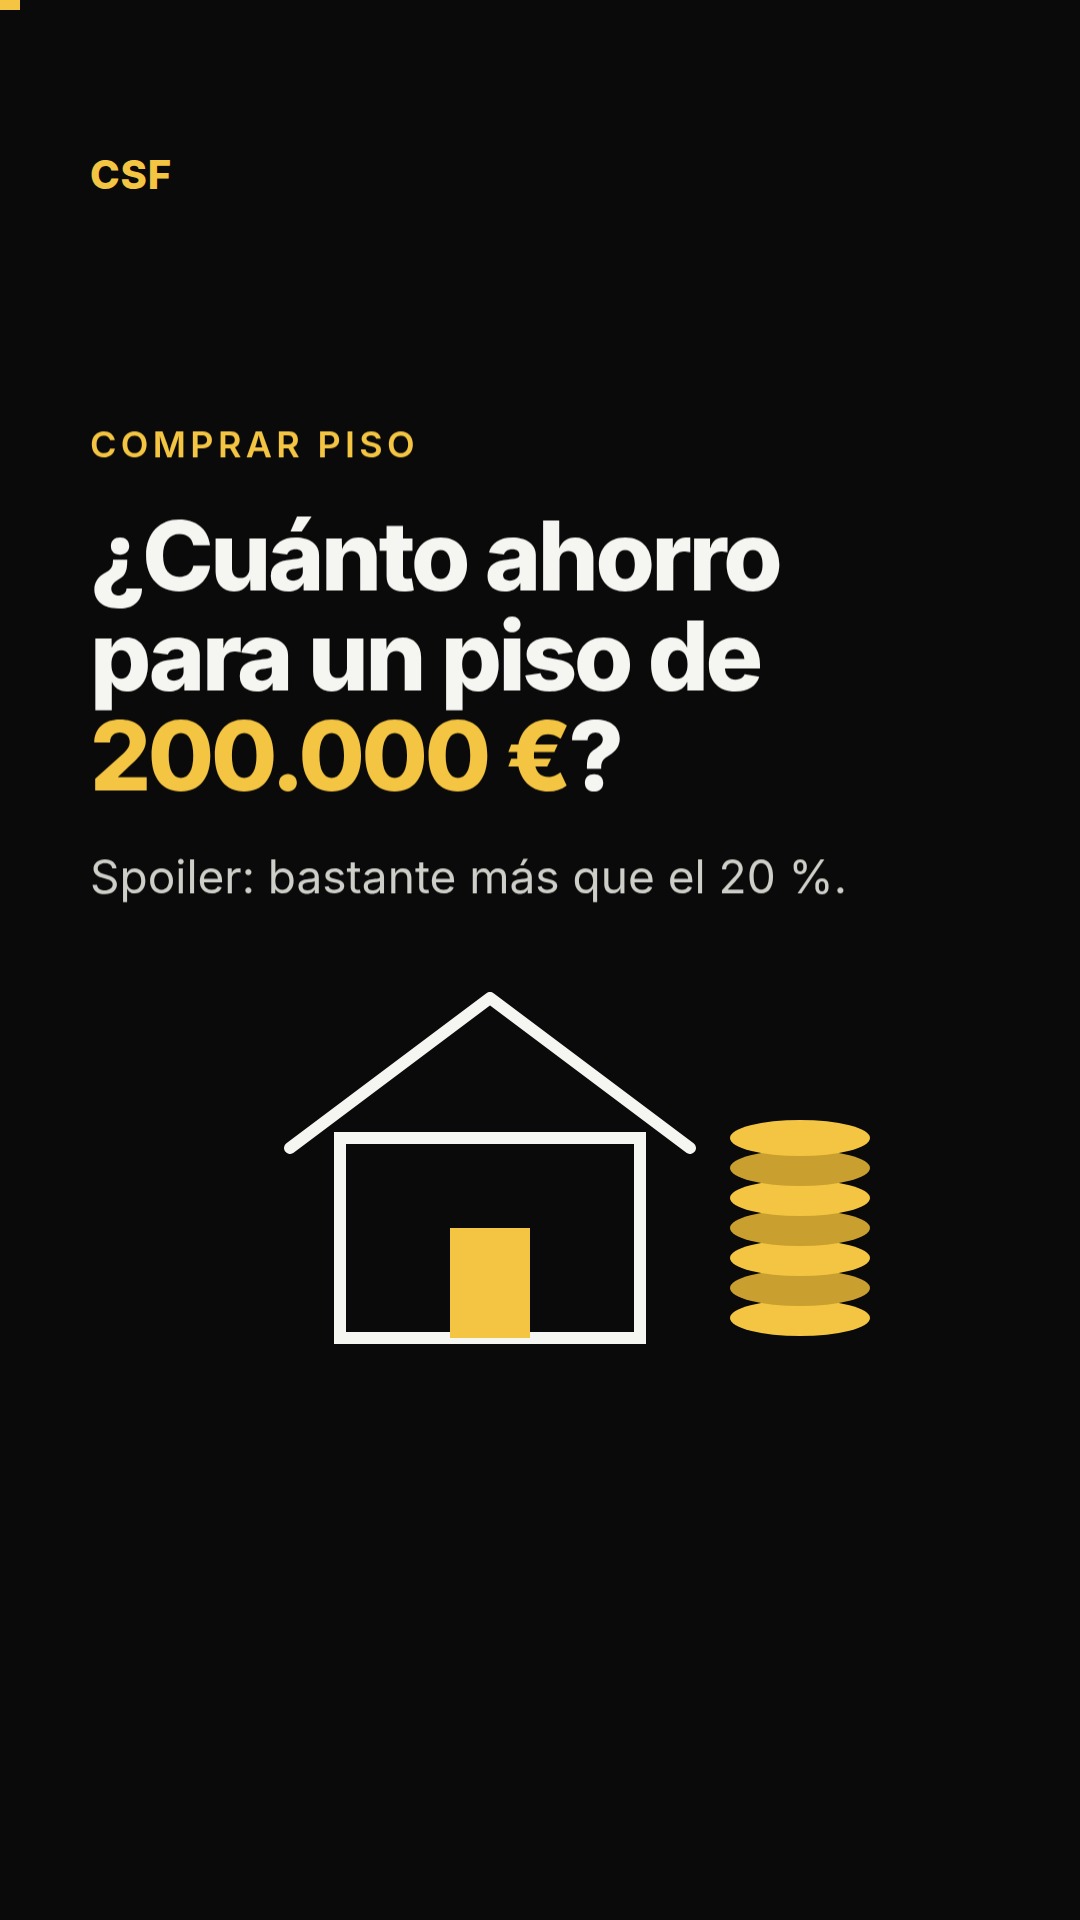 CSF
COMPRAR PISO
¿Cuánto ahorro
para un piso de
200.000 €?
Spoiler: bastante más que el 20 %.